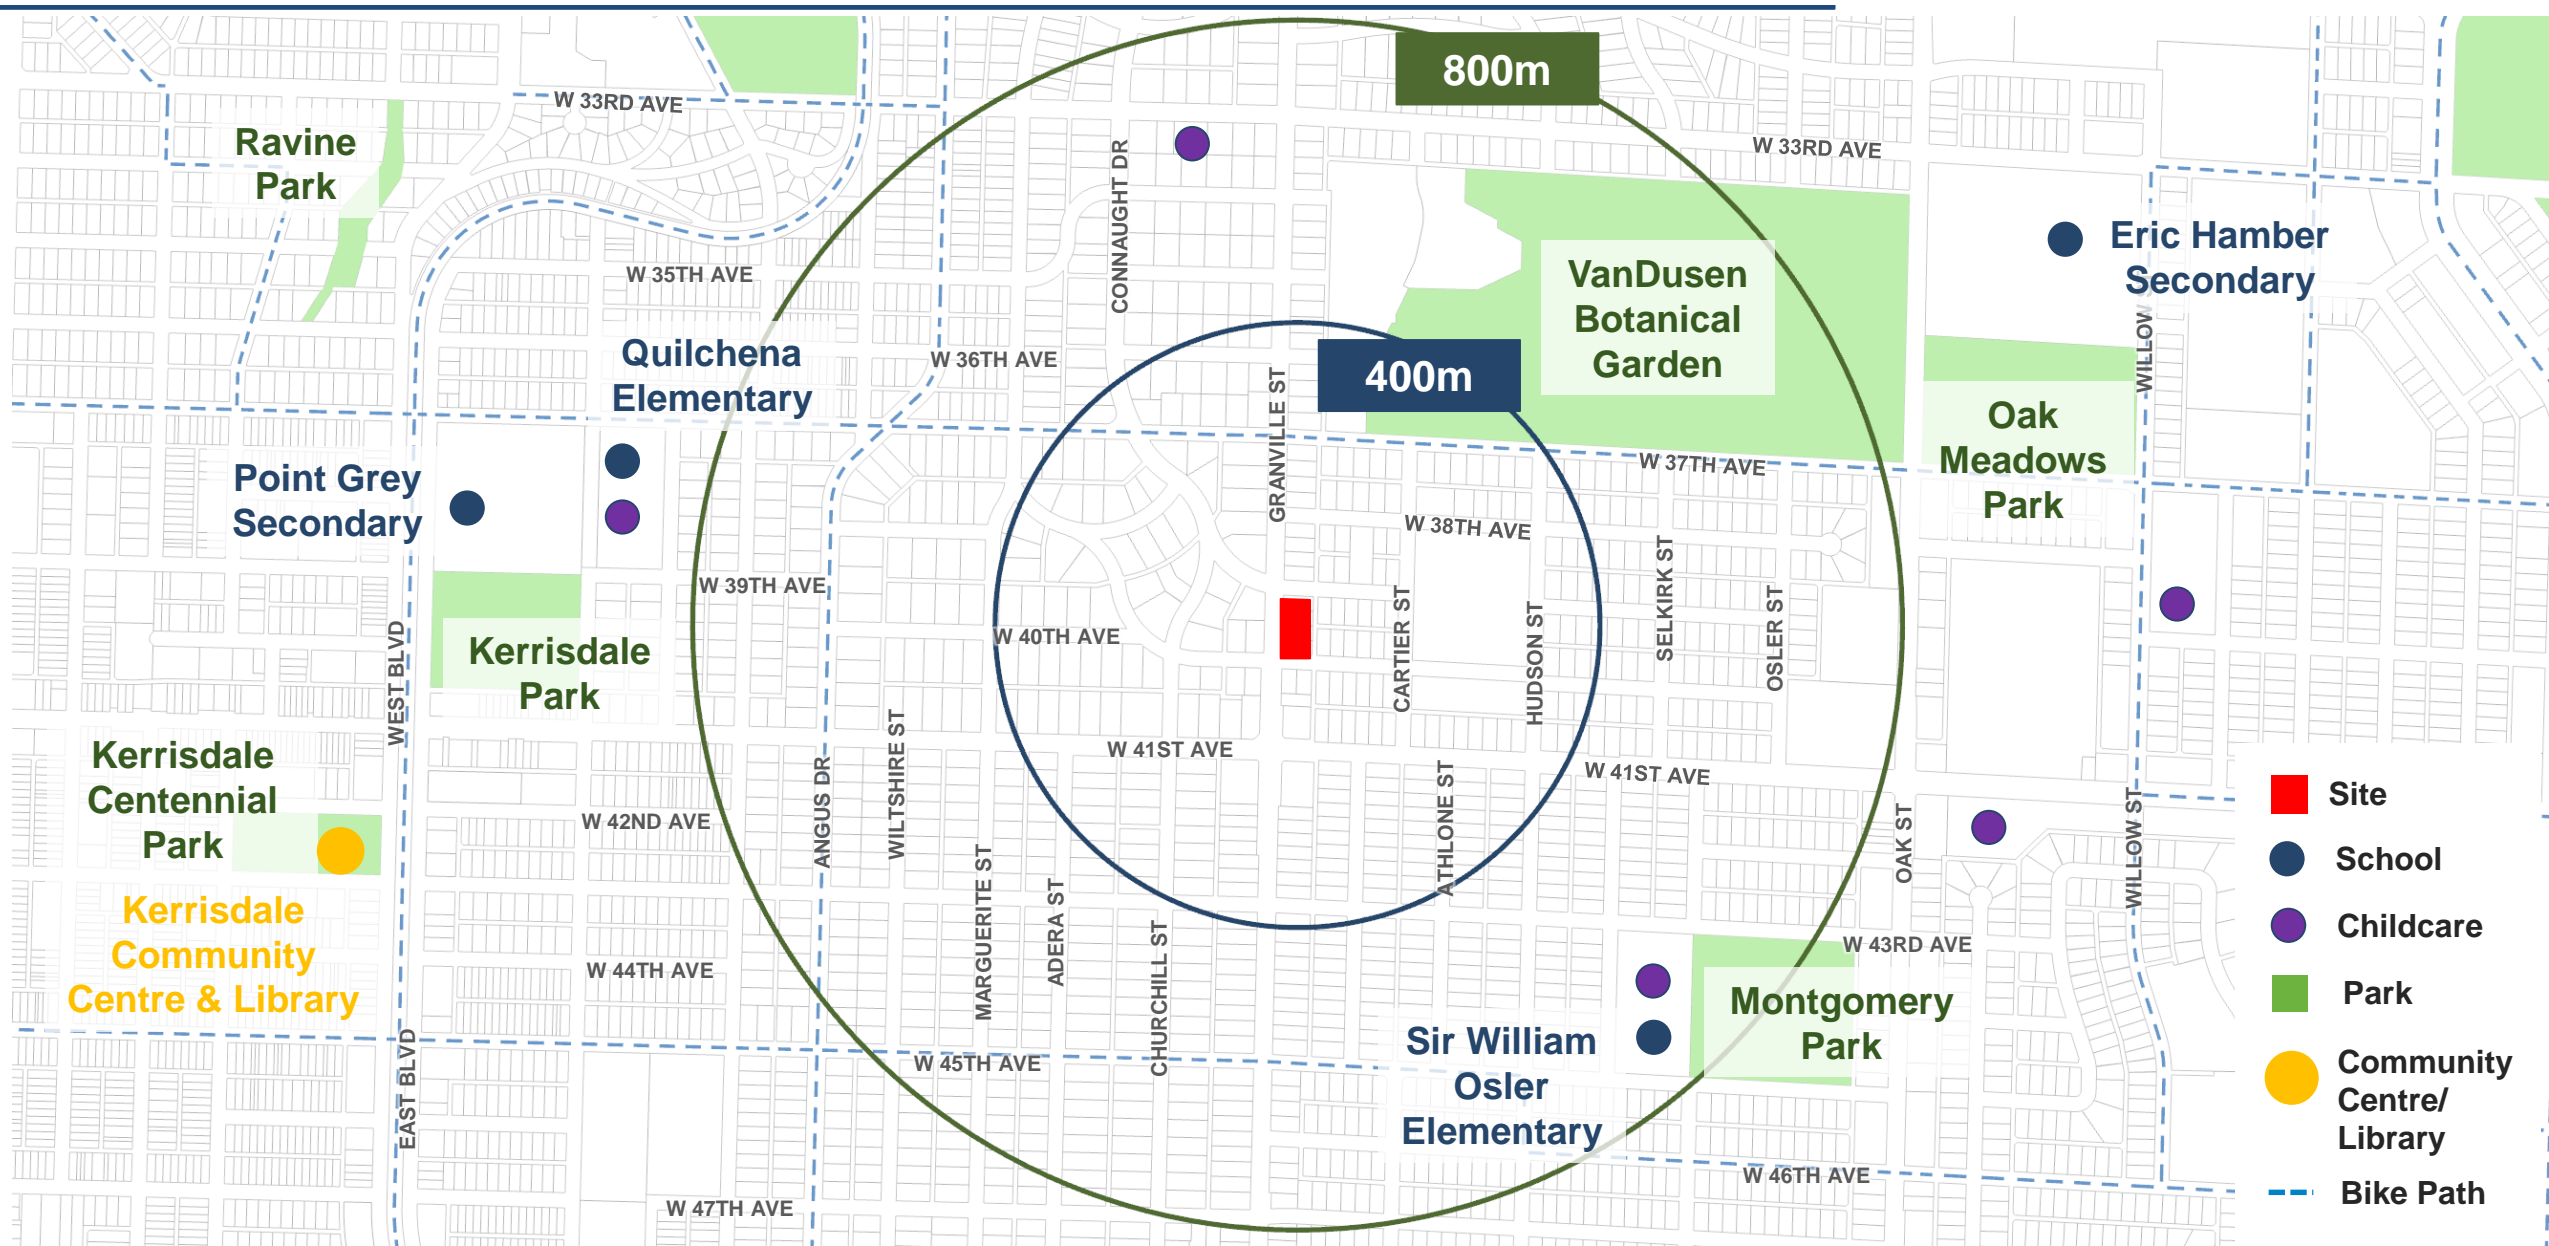 800m
W 33RD AVE
Ravine
Park
CONNAUGHT DR
W 33RD AVE
Eric Hamber
Secondary
W 35TH AVE
VanDusen
Botanical
Garden
WILLOW
Quilchena
Elementary
W 36TH AVE
400m
GRANVILLE ST
Oak
Meadows
Park
W 37TH AVE
Point Grey
Secondary
W 38TH AVE
W 39TH AVE
SELKIRK ST
CARTIER ST
OSLER ST
HUDSON ST
W 40TH AVE
WEST BLVD
Kerrisdale
Park
WILTSHIRE ST
W 41ST AVE
W 41ST AVE
Kerrisdale
Centennial
Park
ANGUS DR
ATHLONE ST
W 42ND AVE
OAK ST
WILLOW ST
MARGUERITE ST
ADERA ST
CHURCHILL ST
Kerrisdale
Community
Centre & Library
W 43RD AVE
W 44TH AVE
Montgomery
Park
Sir William
Osler
Elementary
EAST BLVD
W 45TH AVE
W 46TH AVE
W 47TH AVE
Site
School
Childcare
Park
Community
Centre/
Library
Bike Path